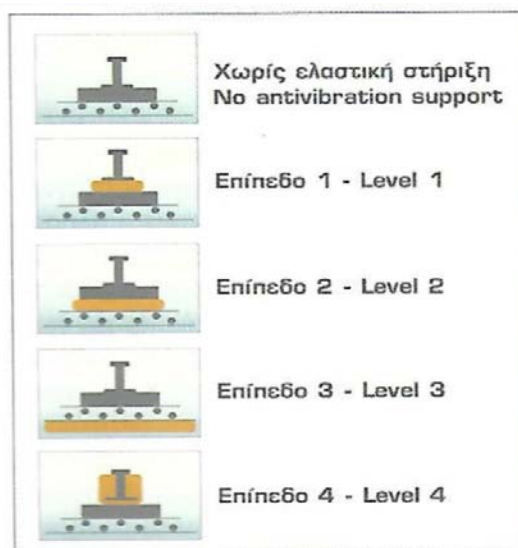 Χωρίς ελαστική στήριξη
No antivibration support
Επίπεδο 1 - Level 1
Επίπεδο 2 - Level 2
Επίπεδο 3 - Level 3
Επίπεδο 4 - Level 4